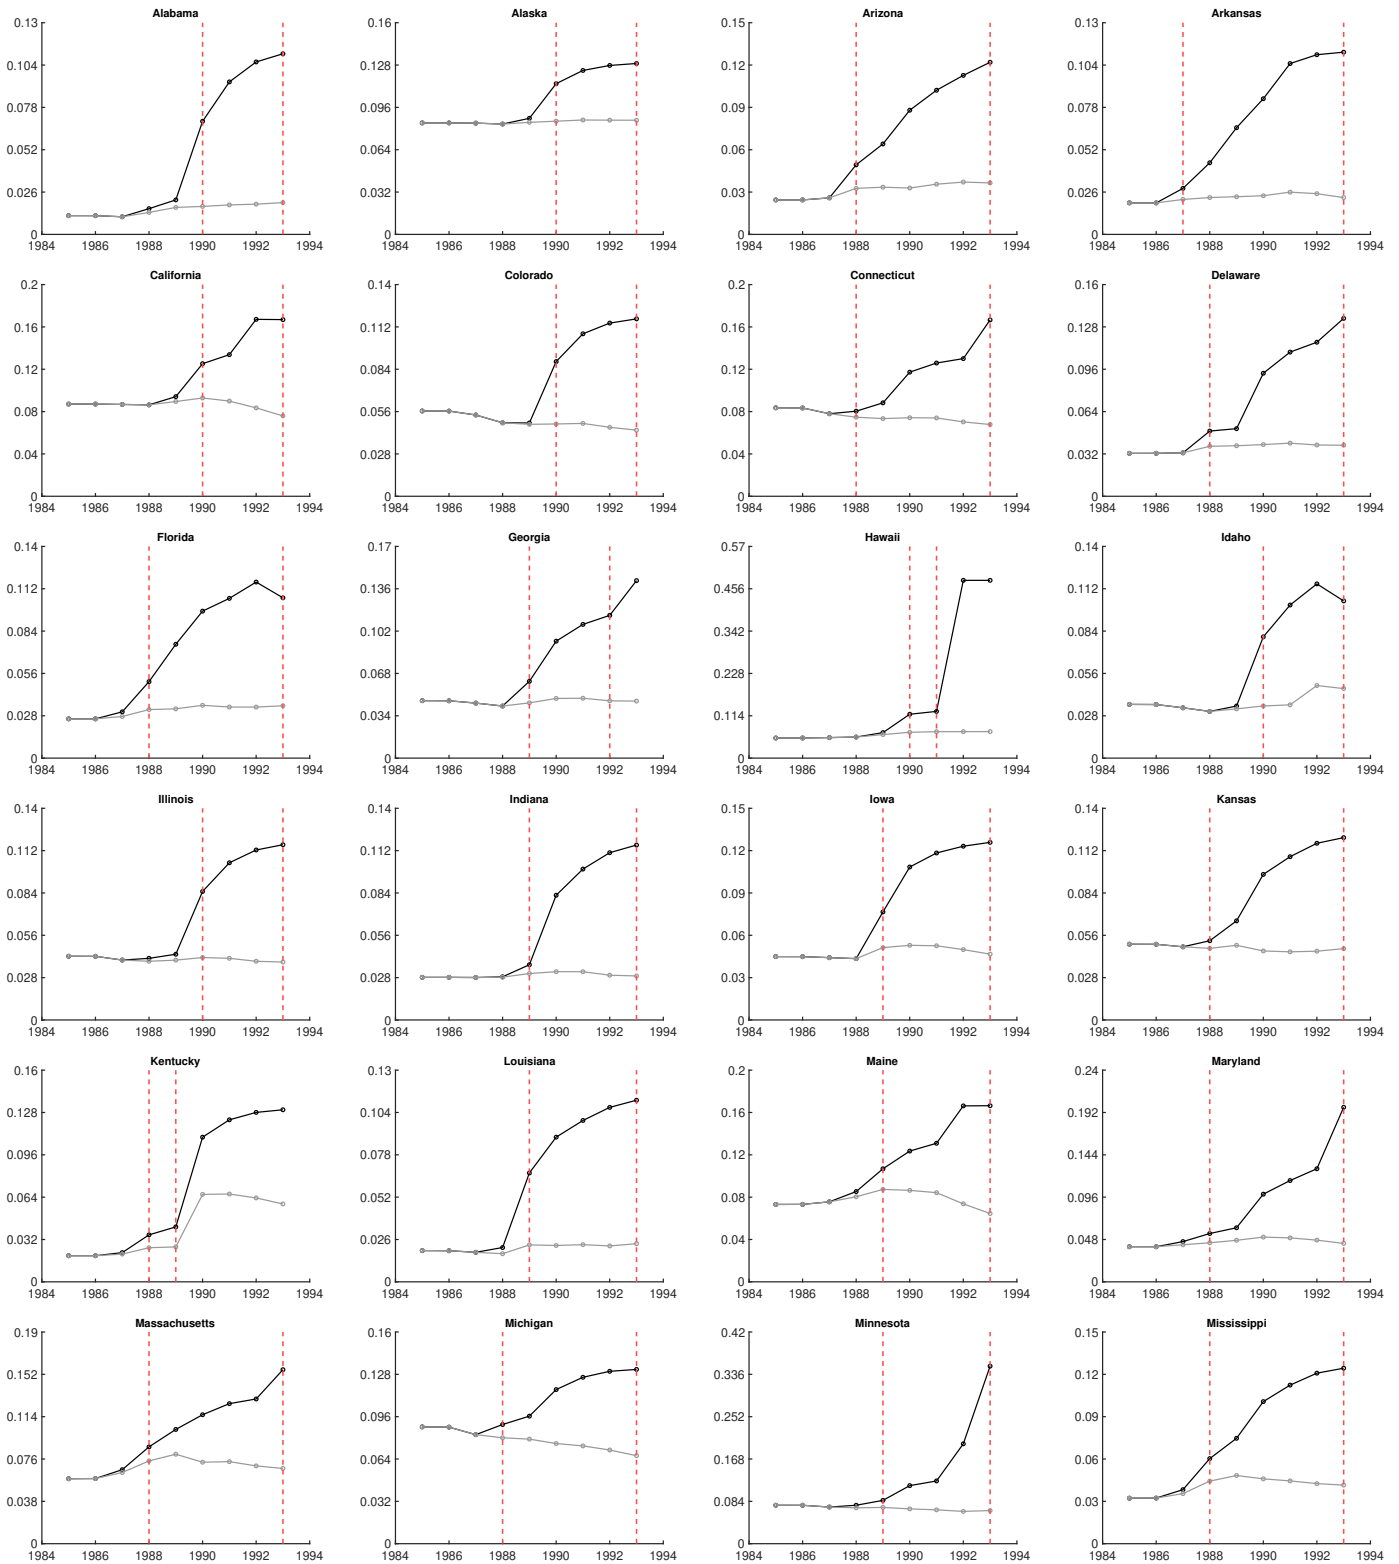 Alabama Alaska Arizona Arkansas
0.13 0.16 0.15 0.13
0.104 0.128 0.12 0.104
0.078 0.096 0.09 0.078
0.052 0.064 0.06 0.052
0.026 0.032 0.03 0.026
0 0 0 0
1984 1986 1988 1990 1992 1994 1984 1986 1988 1990 1992 1994 1984 1986 1988 1990 1992 1994 1984 1986 1988 1990 1992 1994
California Colorado Connecticut Delaware
0.2 0.14 0.2 0.16
0.16 0.112 0.16 0.128
0.12 0.084 0.12 0.096
0.08 0.056 0.08 0.064
0.04 0.028 0.04 0.032
0 0 0 0
1984 1986 1988 1990 1992 1994 1984 1986 1988 1990 1992 1994 1984 1986 1988 1990 1992 1994 1984 1986 1988 1990 1992 1994
Florida Georgia Hawaii Idaho
0.14 0.17 0.57 0.14
0.112 0.136 0.456 0.112
0.084 0.102 0.342 0.084
0.056 0.068 0.228 0.056
0.028 0.034 0.114 0.028
0 0 0 0
1984 1986 1988 1990 1992 1994 1984 1986 1988 1990 1992 1994 1984 1986 1988 1990 1992 1994 1984 1986 1988 1990 1992 1994
Illinois Indiana Iowa Kansas
0.14 0.14 0.15 0.14
0.112 0.112 0.12 0.112
0.084 0.084 0.09 0.084
0.056 0.056 0.06 0.056
0.028 0.028 0.03 0.028
0 0 0 0
1984 1986 1988 1990 1992 1994 1984 1986 1988 1990 1992 1994 1984 1986 1988 1990 1992 1994 1984 1986 1988 1990 1992 1994
Kentucky Louisiana Maine Maryland
0.16 0.13 0.2 0.24
0.128 0.104 0.16 0.192
0.096 0.078 0.12 0.144
0.064 0.052 0.08 0.096
0.032 0.026 0.04 0.048
0 0 0 0
1984 1986 1988 1990 1992 1994 1984 1986 1988 1990 1992 1994 1984 1986 1988 1990 1992 1994 1984 1986 1988 1990 1992 1994
Massachusetts Michigan Minnesota Mississippi
0.19 0.16 0.42 0.15
0.152 0.128 0.336 0.12
0.114 0.096 0.252 0.09
0.076 0.064 0.168 0.06
0.038 0.032 0.084 0.03
0 0 0 0
1984 1986 1988 1990 1992 1994 1984 1986 1988 1990 1992 1994 1984 1986 1988 1990 1992 1994 1984 1986 1988 1990 1992 1994